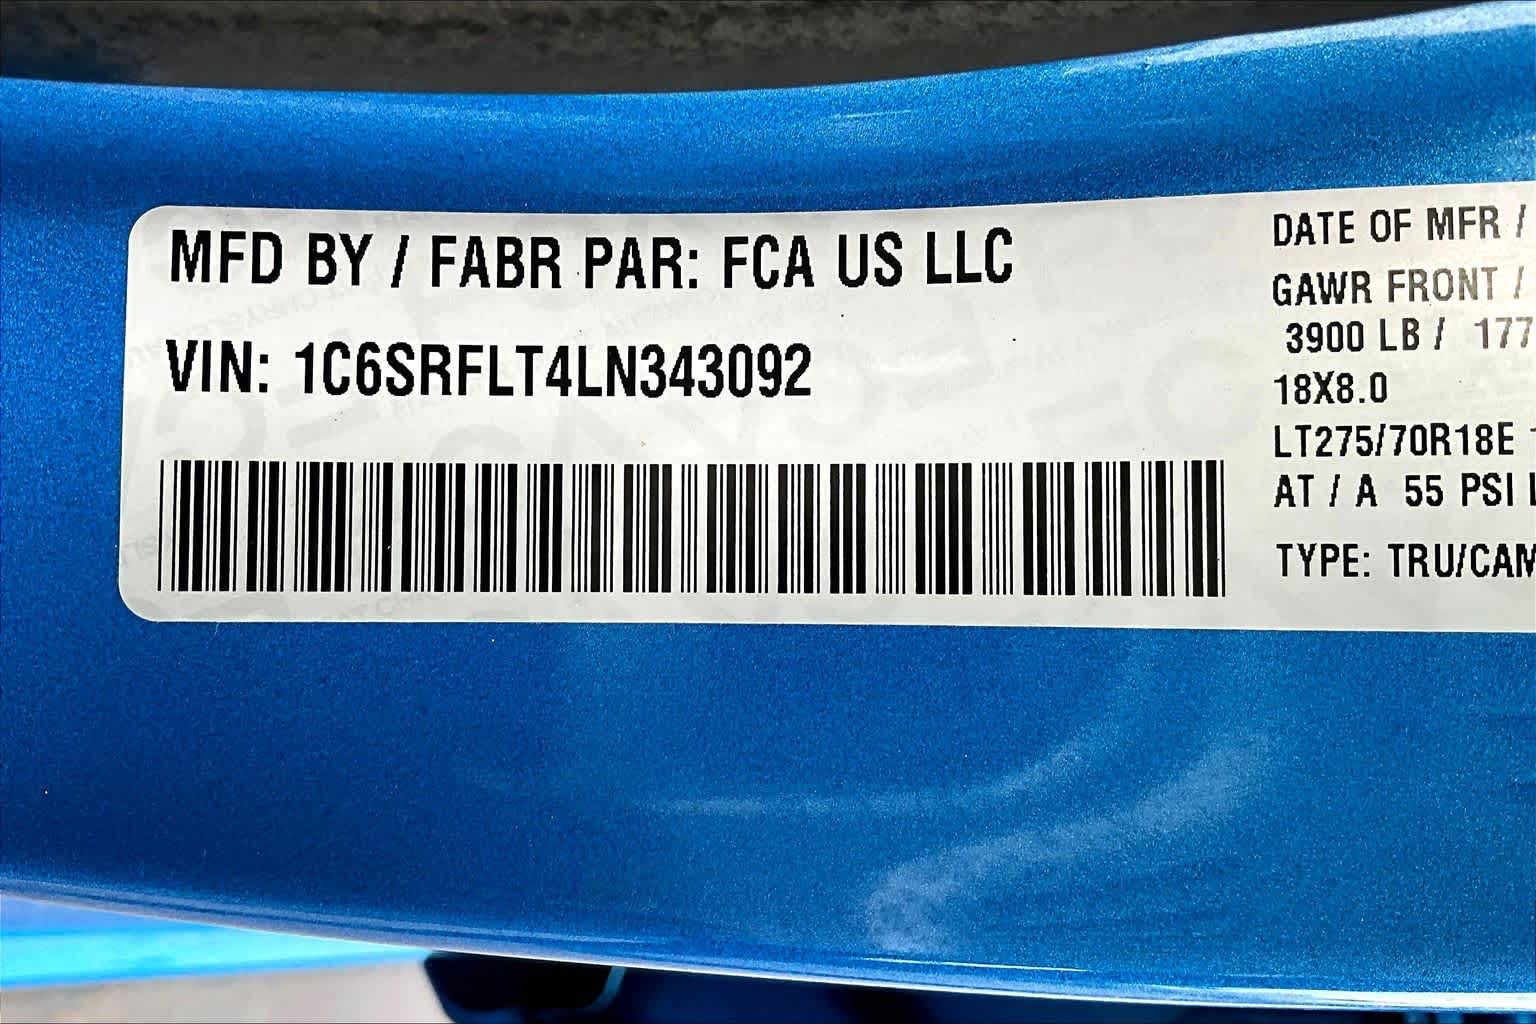 MFD BY / FABR PAR: FCA US LLC
VIN: 1C6SRFLT4LN343092
DATE OF MFR /
GAWR FRONT /
3900 LB / 177
18X8.0
LT275/70R18E
AT / A 55 PSI
TYPE: TRU/CAM